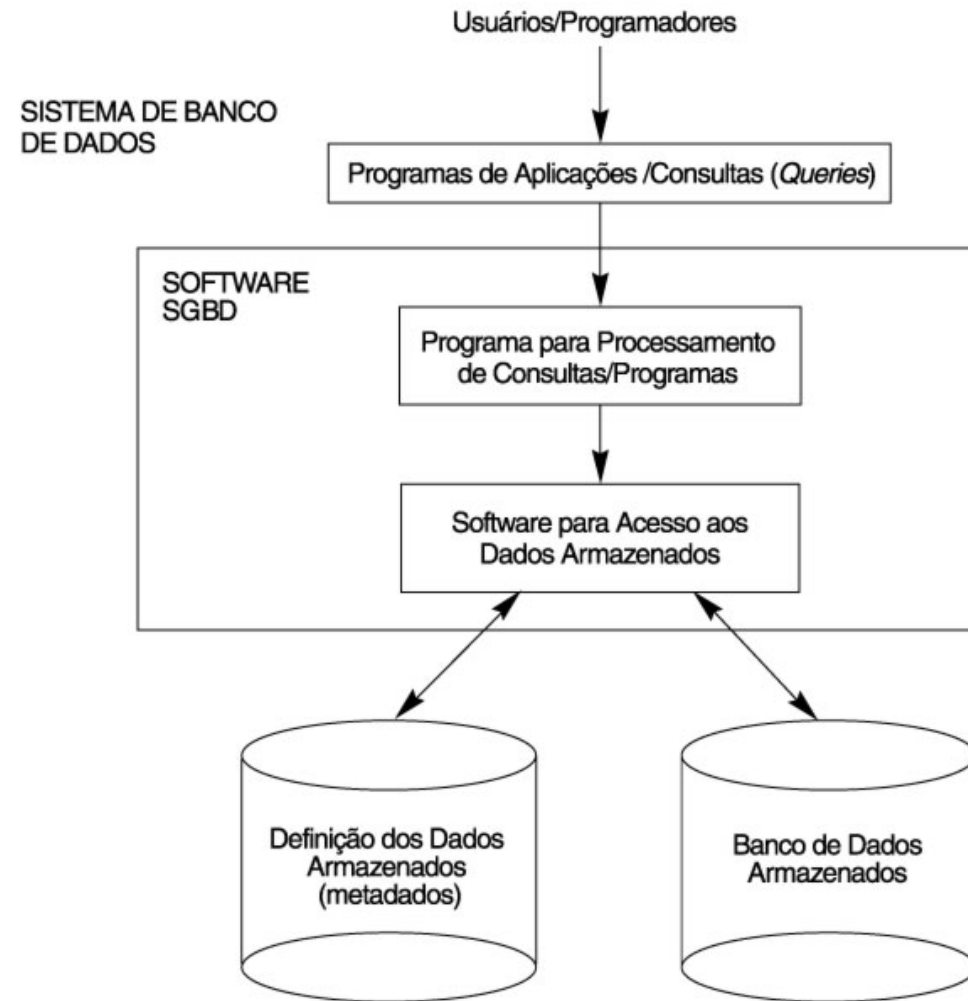 Usuários/Programadores
SISTEMA DE BANCO
DE DADOS
Programas de Aplicações /Consultas (Queries)
SOFTWARE
SGBD
Programa para Processamento
de Consultas/Programas
Software para Acesso aos
Dados Armazenados
Definição dos Dados
Armazenados
(metadados)
Banco de Dados
Armazenados